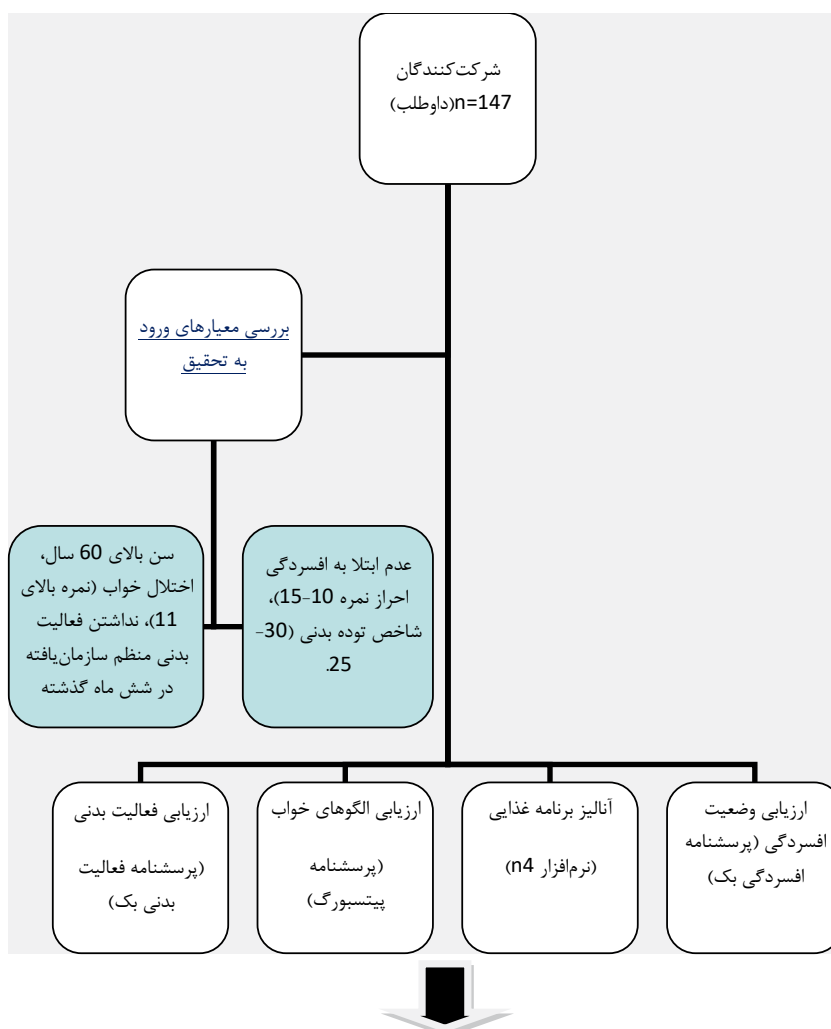 شرکت‌کنندگان
n=147(داوطلب)
بررسی معیارهای ورود
به تحقیق
عدم ابتلا به افسردگی
احراز نمره 10-15)،
شاخص توده بدنی (30-
25.
سن بالای 60 سال،
اختلال خواب (نمره بالای
11)، نداشتن فعالیت
بدنی منظم سازمان‌یافته
در شش ماه گذشته
ارزیابی وضعیت
افسردگی (پرسشنامه
افسردگی بک)
آنالیز برنامه غذایی
(نرم‌افزار n4)
ارزیابی الگوهای خواب
(پرسشنامه
پیتسبورگ)
ارزیابی فعالیت بدنی
(پرسشنامه فعالیت
بدنی بک)